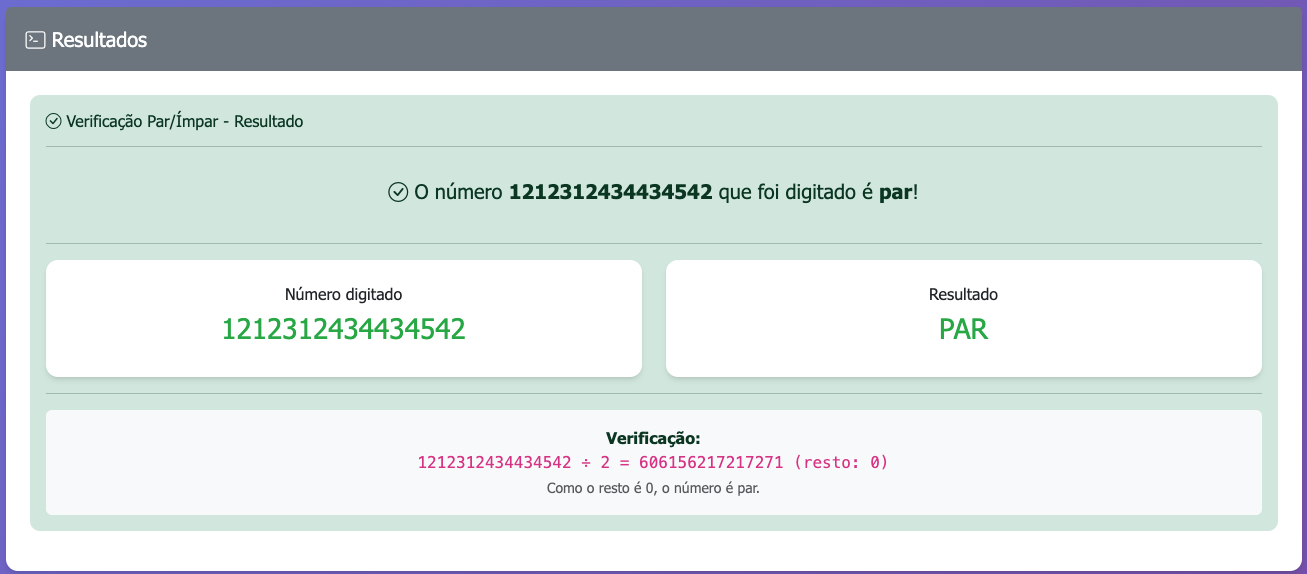 Resultados
Verificação Par/Ímpar - Resultado
O número 1212312434434542 que foi digitado é par!
Número digitado
1212312434434542
Resultado
PAR
Verificação:
1212312434434542 ÷ 2 = 606156217217271 (resto: 0)
Como o resto é 0, o número é par.